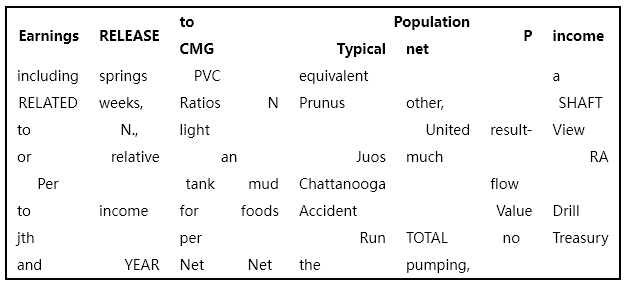 to Population
Earnings RELEASE P income
CMG Typical net
including springs PVC equivalent a
RELATED weeks, Ratios N Prunus other, SHAFT
to N., light United result- View
or relative an Juos much RA
Per tank mud Chattanooga flow
to income for foods Accident Value Drill
jth per Run TOTAL no Treasury
and YEAR Net Net the pumping,